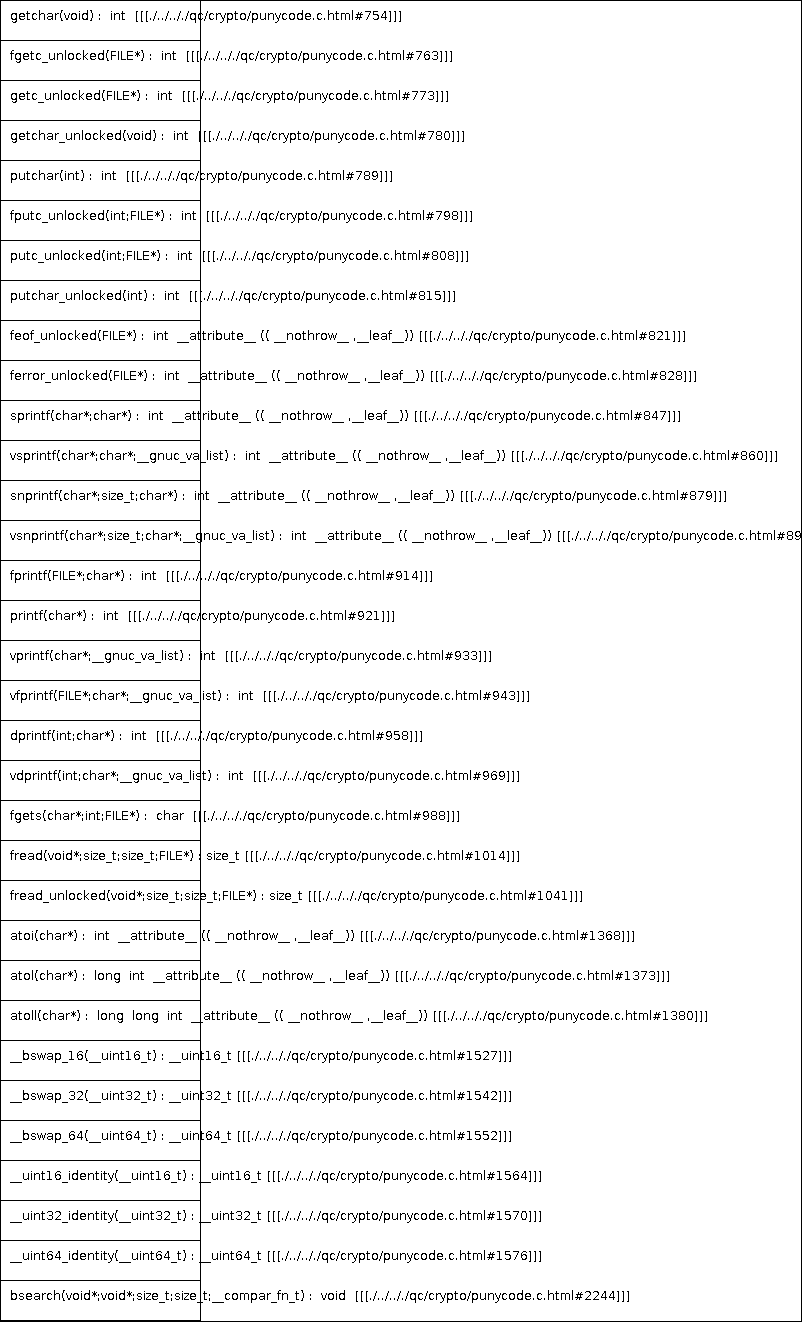 getchar(void) : int [[[./../././qc/crypto/punycode.c.html#754]]]
fgetc_unlocked(FILE*) : int [[[./../././qc/crypto/punycode.c.html#763]]]
getc_unlocked(FILE*) : int [[[./../././qc/crypto/punycode.c.html#773]]]
getchar_unlocked(void) : int [[[./../././qc/crypto/punycode.c.html#780]]]
putchar(int) : int [[[./../././qc/crypto/punycode.c.html#789]]]
fputc_unlocked(int;FILE*) : int [[[./../././qc/crypto/punycode.c.html#798]]]
putc_unlocked(int;FILE*) : int [[[./../././qc/crypto/punycode.c.html#808]]]
putchar_unlocked(int) : int [[[./../././qc/crypto/punycode.c.html#815]]]
feof_unlocked(FILE*) : int __attribute__ (( __nothrow__ ,__leaf__)) [[[./../././qc/crypto/punycode.c.html#821]]]
ferror_unlocked(FILE*) : int __attribute__ (( __nothrow__ ,__leaf__)) [[[./../././qc/crypto/punycode.c.html#828]]]
sprintf(char*;char*) : int __attribute__ (( __nothrow__ ,__leaf__)) [[[./../././qc/crypto/punycode.c.html#847]]]
vsprintf(char*;char*;__gnuc_va_list) : int __attribute__ (( __nothrow__ ,__leaf__)) [[[./../././qc/crypto/punycode.c.html#860]]]
snprintf(char*;size_t;char*) : int __attribute__ (( __nothrow__ ,__leaf__)) [[[./../././qc/crypto/punycode.c.html#879]]]
vsnprintf(char*;size_t;char*;__gnuc_va_list) : int __attribute__ (( __nothrow__ ,__leaf__)) [[[./../././qc/crypto/punycode.c.html#89
fprintf(FILE*;char*) : int [[[./../././qc/crypto/punycode.c.html#914]]]
printf(char*) : int [[[./../././qc/crypto/punycode.c.html#921]]]
vprintf(char*;__gnuc_va_list) : int [[[./../././qc/crypto/punycode.c.html#933]]]
vfprintf(FILE*;char*;__gnuc_va_list) : int [[[./../././qc/crypto/punycode.c.html#943]]]
dprintf(int;char*) : int [[[./../././qc/crypto/punycode.c.html#958]]]
vdprintf(int;char*;__gnuc_va_list) : int [[[./../././qc/crypto/punycode.c.html#969]]]
fgets(char*;int;FILE*) : char [[[./../././qc/crypto/punycode.c.html#988]]]
fread(void*;size_t;size_t;FILE*) : size_t [[[./../././qc/crypto/punycode.c.html#1014]]]
fread_unlocked(void*;size_t;size_t;FILE*) : size_t [[[./../././qc/crypto/punycode.c.html#1041]]]
atoi(char*) : int __attribute__ (( __nothrow__ ,__leaf__)) [[[./../././qc/crypto/punycode.c.html#1368]]]
atol(char*) : long int __attribute__ (( __nothrow__ ,__leaf__)) [[[./../././qc/crypto/punycode.c.html#1373]]]
atoll(char*) : long long int __attribute__ (( __nothrow__ ,__leaf__)) [[[./../././qc/crypto/punycode.c.html#1380]]]
__bswap_16(__uint16_t) : __uint16_t [[[./../././qc/crypto/punycode.c.html#1527]]]
__bswap_32(__uint32_t) : __uint32_t [[[./../././qc/crypto/punycode.c.html#1542]]]
__bswap_64(__uint64_t) : __uint64_t [[[./../././qc/crypto/punycode.c.html#1552]]]
__uint16_identity(__uint16_t) : __uint16_t [[[./../././qc/crypto/punycode.c.html#1564]]]
__uint32_identity(__uint32_t) : __uint32_t [[[./../././qc/crypto/punycode.c.html#1570]]]
__uint64_identity(__uint64_t) : __uint64_t [[[./../././qc/crypto/punycode.c.html#1576]]]
bsearch(void*;void*;size_t;size_t;__compar_fn_t) : void [[[./../././qc/crypto/punycode.c.html#2244]]]